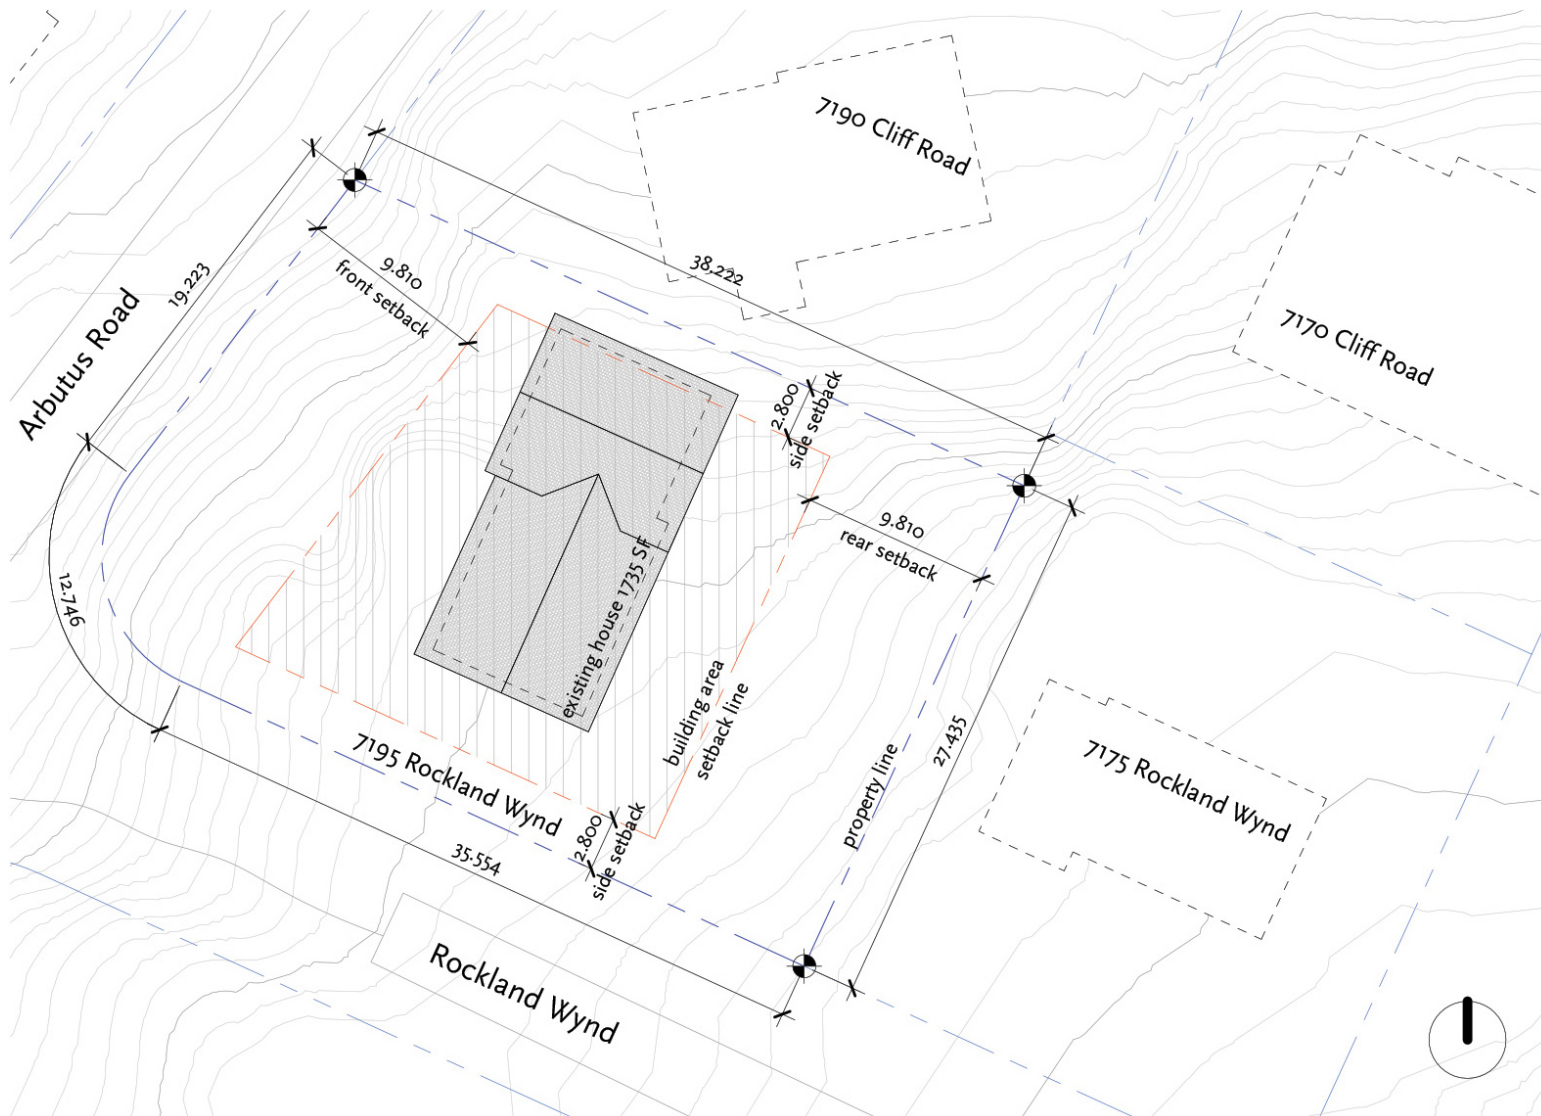 7190 Cliff Road
38.222
9.810
front setback
19.223
Arbutus Road
7170 Cliff Road
2.800
side setback
9.810
rear setback
12.746
existing house 1735 SF
building area
setback line
7195 Rockland Wynd
27.435
7175 Rockland Wynd
property line
2.800
side setback
35.554
Rockland Wynd